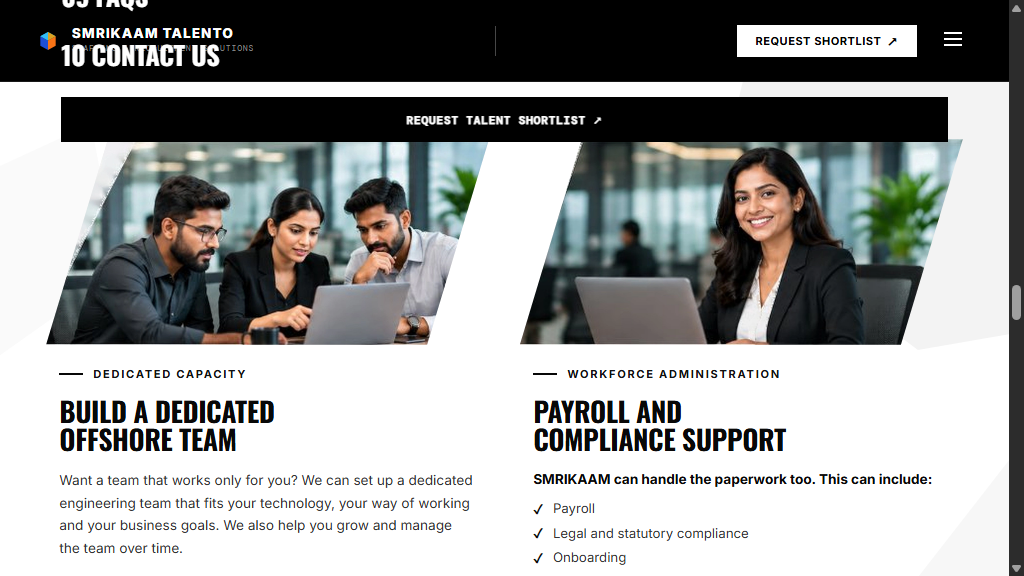 SMRIKAAM TALENTO
10 CONTACT US
REQUEST SHORTLIST ↗
REQUEST TALENT SHORTLIST ↗
DEDICATED CAPACITY
BUILD A DEDICATED
OFFSHORE TEAM
Want a team that works only for you? We can set up a dedicated
engineering team that fits your technology, your way of working
and your business goals. We also help you grow and manage
the team over time.
WORKFORCE ADMINISTRATION
PAYROLL AND
COMPLIANCE SUPPORT
SMRIKAAM can handle the paperwork too. This can include:
✓ Payroll
✓ Legal and statutory compliance
✓ Onboarding